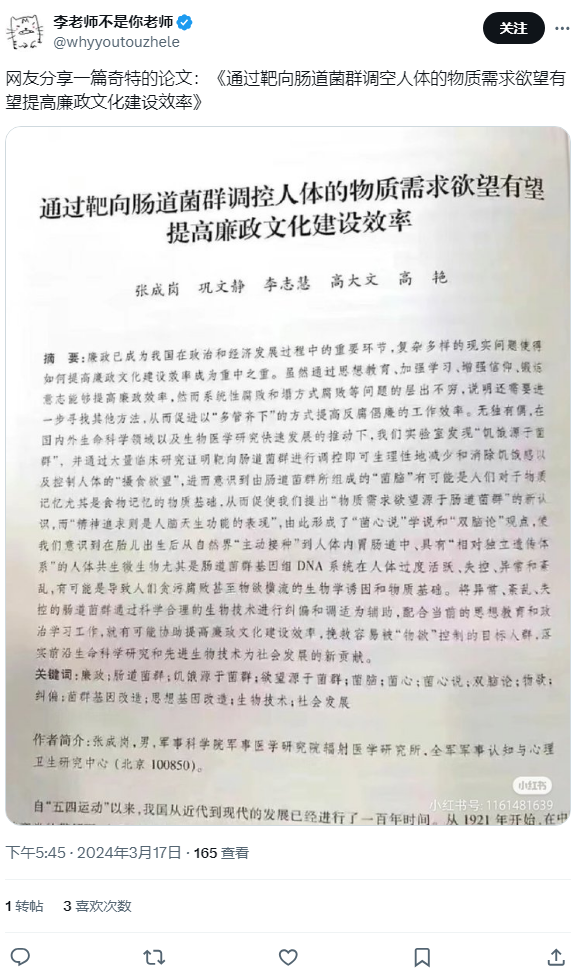 李老师不是你老师
@whyyoutouzhele
关注
网友分享一篇奇特的论文：《通过靶向肠道菌群调空人体的物质需求欲望有
望提高廉政文化建设效率》
通过靶向肠道菌群调控人体的物质需求欲望有望
提高廉政文化建设效率
张成岗 巩文静 李志慧 高大文 高 艳
摘 要:廉政已成为我国在政治和经济发展过程中的重要环节,复杂多样的现实问题使得
如何提高廉政文化建设效率成为重中之重。虽然通过思想教育、加强学习、增强信仰、锻炼
意志能够提高廉政效率,然而系统性腐败和塌方式腐败等问题的层出不穷,说明还需要进
一步寻找其他方法,从而促进以“多管齐下”的方式提高反腐倡廉的工作效率。无独有偶,在
国内外生命科学领域以及生物医学研究快速发展的推动下,我们实验室发现“饥饿源于菌
群”、并通过大量临床研究证明靶向肠道菌群进行调控即可生理性地减少和消除饥饿感以
及控制人体的“摄食欲望”,进而意识到由肠道菌群所组成的“菌脑”有可能是人们对于物质
记忆尤其是食物记忆的物质基础,从而促使我们提出“物质需求欲望源于肠道菌群”的新认
识,而“精神追求则是人脑天生功能的表现”,由此形成了“菌心说”学说和“双脑论”观点,使
我们意识到在胎儿出生后从自然界“主动接种”到人体内胃肠道中、具有“相对独立遗传体
系”的人体共生微生物尤其是肠道菌群基因组 DNA 系统在人体过度活跃、失控、异常和紊
乱,有可能是导致人们贪污腐败甚至物欲横流的生物学诱因和物质基础。将异常、紊乱、失
控的肠道菌群通过科学合理的生物技术进行纠偏和调适为辅助,配合当前的思想教育和政
治学习工作,就有可能协助提高廉政文化建设效率,挽救容易被“物欲”控制的目标人群,落
实前沿生命科学研究和先进生物技术为社会发展的新贡献。
关键词:廉政;肠道菌群;饥饿源于菌群;欲望源于菌群;菌脑;菌心;菌心说;双脑论;物欲;
纠偏;菌群基因改造;思想基因改造;生物技术;社会发展
作者简介:张成岗,男,军事科学院军事医学研究院辐射医学研究所,全军军事认知与心理
卫生研究中心(北京 100850)。
小红书
小红书号: 1161481639
自“五四运动”以来,我国从近代到现代的发展已经进行了一百年时间。从 1921 年开始,在中
下午5:45 · 2024年3月17日 · 165 查看
1 转帖 3 喜欢次数